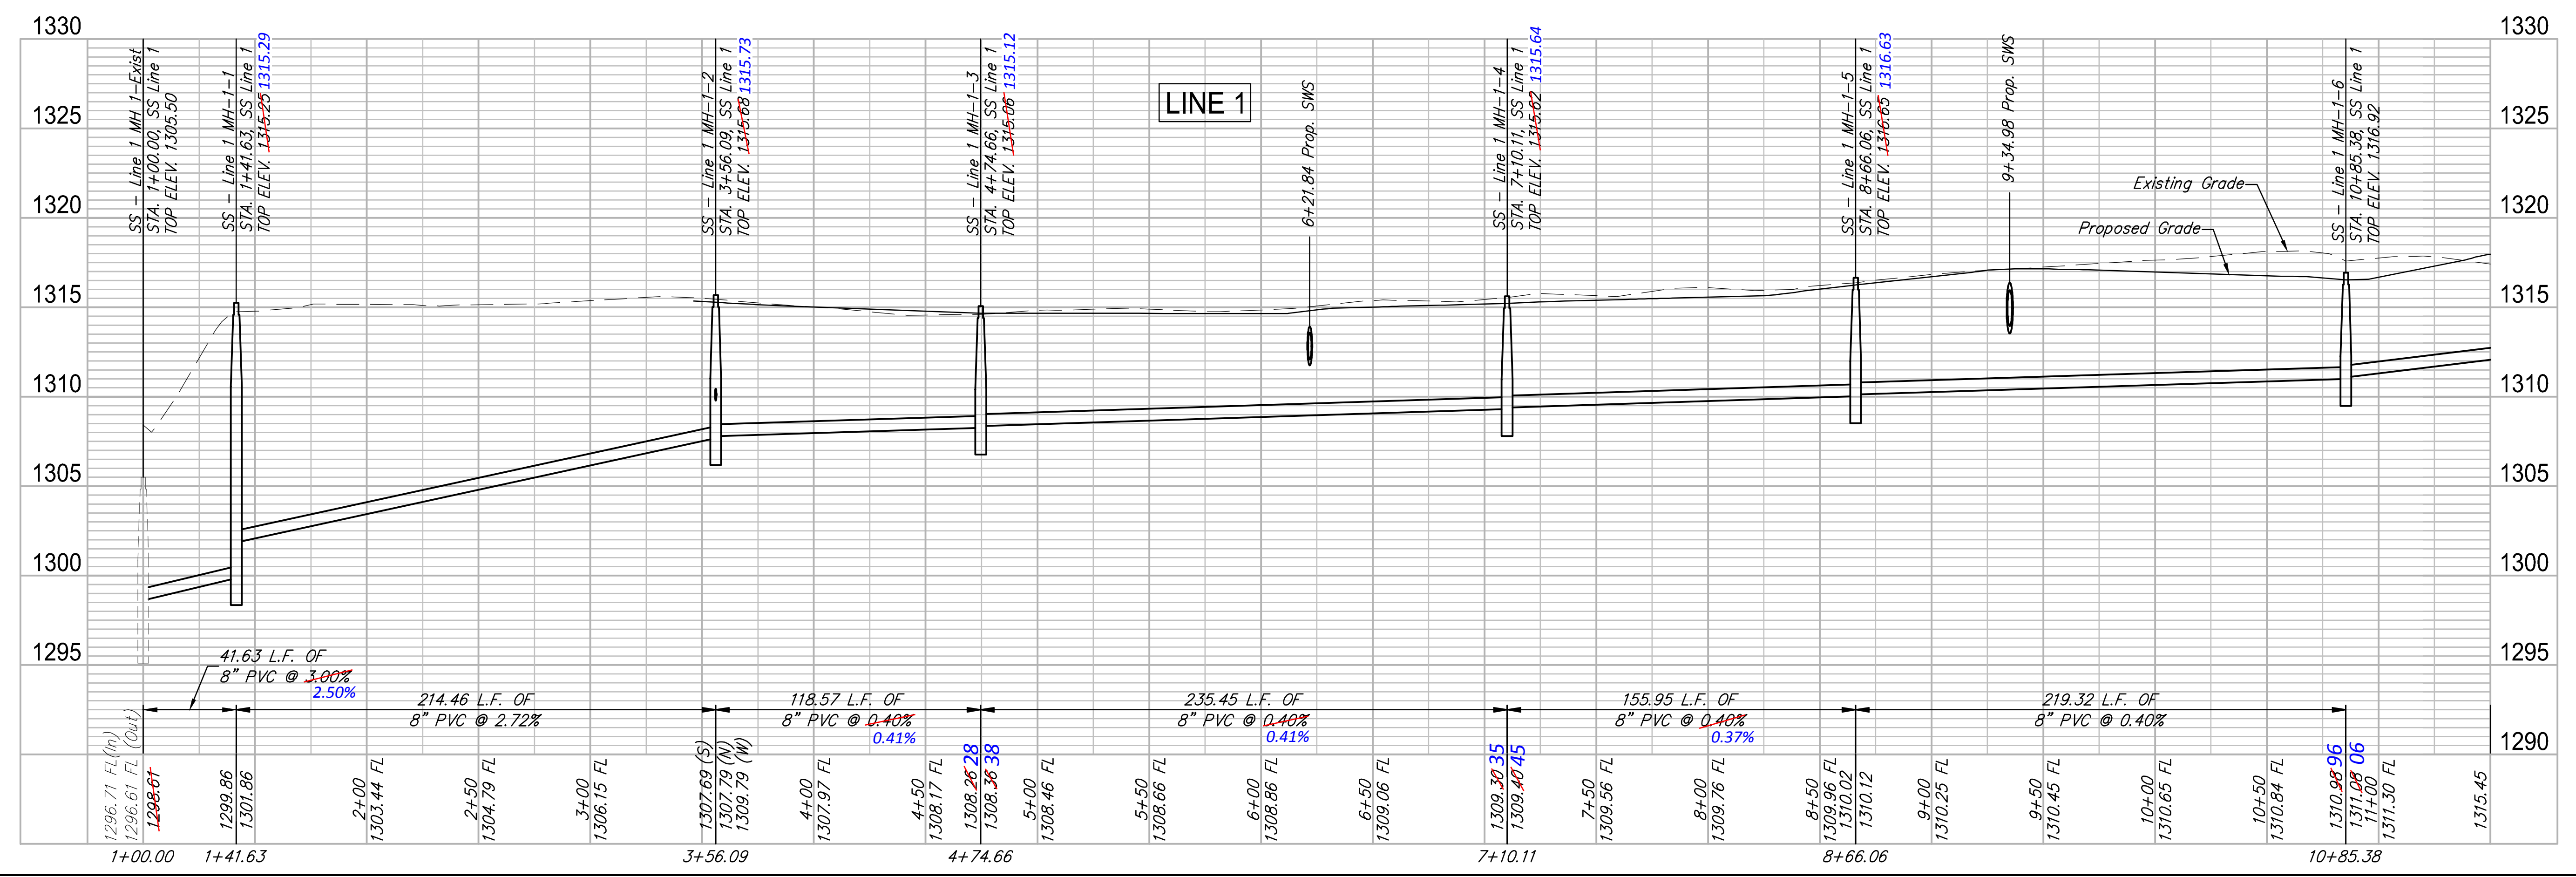 1330
1325
1320
1315
1310
1305
1300
1295
1290
SS - Line 1 MH 1-Exist
STA. 1+00.00, SS Line 1
TOP ELEV. 1305.50
SS - Line 1 MH-1-1
STA. 1+41.63, SS Line 1
TOP ELEV. 1315.25 1315.29
SS - Line 1 MH-1-2
STA. 3+56.09, SS Line 1
TOP ELEV. 1315.68 1315.73
SS - Line 1 MH-1-3
STA. 4+74.66, SS Line 1
TOP ELEV. 1315.06 1315.12
LINE 1
6+21.84 Prop. SWS
SS - Line 1 MH-1-4
STA. 7+10.11, SS Line 1
TOP ELEV. 1315.62 1315.64
SS - Line 1 MH-1-5
STA. 8+66.06, SS Line 1
TOP ELEV. 1316.65 1316.63
9+34.98 Prop. SWS
Existing Grade
Proposed Grade
SS - Line 1 MH-1-6
STA. 10+85.38, SS Line 1
TOP ELEV. 1316.92
1330
1325
1320
1315
1310
1305
1300
1295
1290
41.63 L.F. OF
8" PVC @ 3.00%
2.50%
214.46 L.F. OF
8" PVC @ 2.72%
118.57 L.F. OF
8" PVC @ 0.40%
0.41%
235.45 L.F. OF
8" PVC @ 0.40%
0.41%
155.95 L.F. OF
8" PVC @ 0.40%
0.37%
219.32 L.F. OF
8" PVC @ 0.40%
1296.71 FL(In)
1296.61 FL (Out)
1298.61
1299.86
1301.86
2+00
1303.44 FL
2+50
1304.79 FL
3+00
1306.15 FL
1307.69 (S)
1307.79 (N)
1309.79 (W)
4+00
1307.97 FL
4+50
1308.17 FL
1308.26 28
1308.36 38
5+00
1308.46 FL
5+50
1308.66 FL
6+00
1308.86 FL
6+50
1309.06 FL
1309.30 35
1309.40 45
7+50
1309.56 FL
8+00
1309.76 FL
8+50
1309.96 FL
1310.02
1310.12
9+00
1310.25 FL
9+50
1310.45 FL
10+00
1310.65 FL
10+50
1310.84 FL
1310.98 96
1311.08 06
11+00
1311.30 FL
1315.45
1+00.00
1+41.63
3+56.09
4+74.66
7+10.11
8+66.06
10+85.38